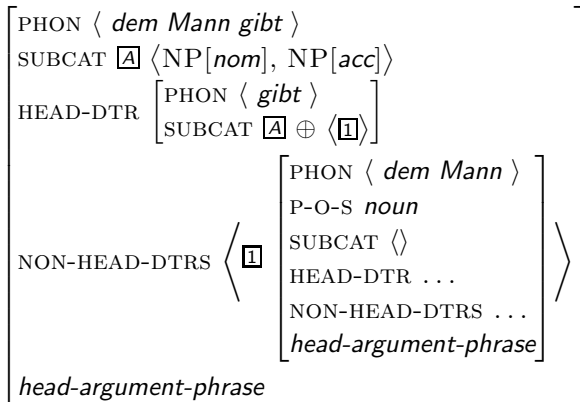 PHON ⟨ dem Mann gibt ⟩
SUBCAT [A] ⟨NP[nom], NP[acc]⟩
HEAD-DTR [PHON ⟨ gibt ⟩
SUBCAT [A] ⊕ ⟨[1]⟩]
NON-HEAD-DTRS ⟨ [1] [PHON ⟨ dem Mann ⟩
P-O-S noun
SUBCAT ⟨⟩
HEAD-DTR ...
NON-HEAD-DTRS ...
head-argument-phrase] ⟩
head-argument-phrase